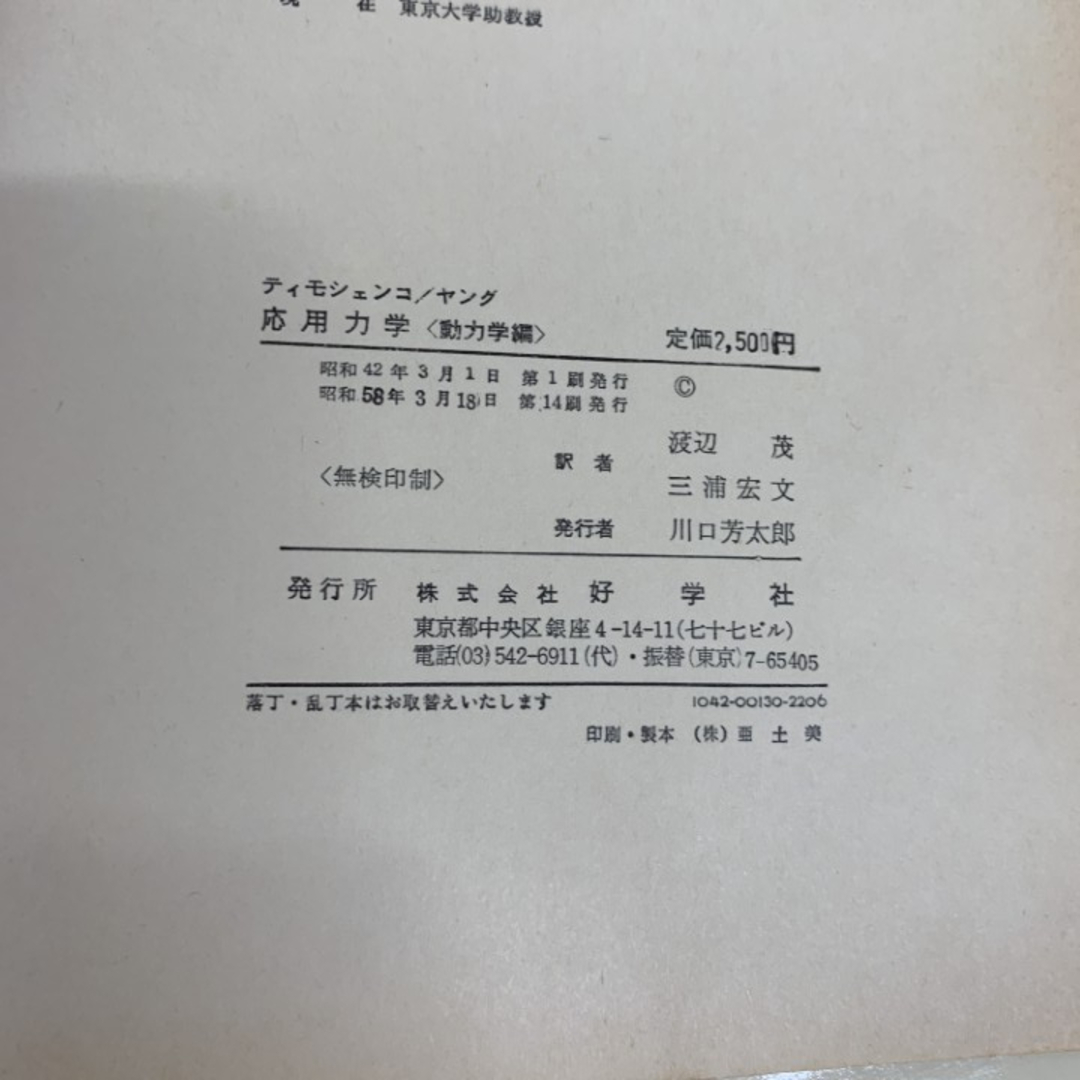 現 在 東京大学助教授
ティモシェンコ/ヤング
応用力学〈動力学編〉 定価2,500円
昭和42年3月1日 第1刷発行 ©
昭和58年3月18日 第14刷発行
訳者 渡辺 茂
〈無検印制〉 三浦宏文
発行者 川口芳太郎
発行所 株式会社 好学社
東京都中央区銀座4-14-11(七十七ビル)
電話(03)542-6911(代)・振替(東京)7-65405
落丁・乱丁本はお取替えいたします 1042-00130-2206
印刷・製本 (株)亜土美